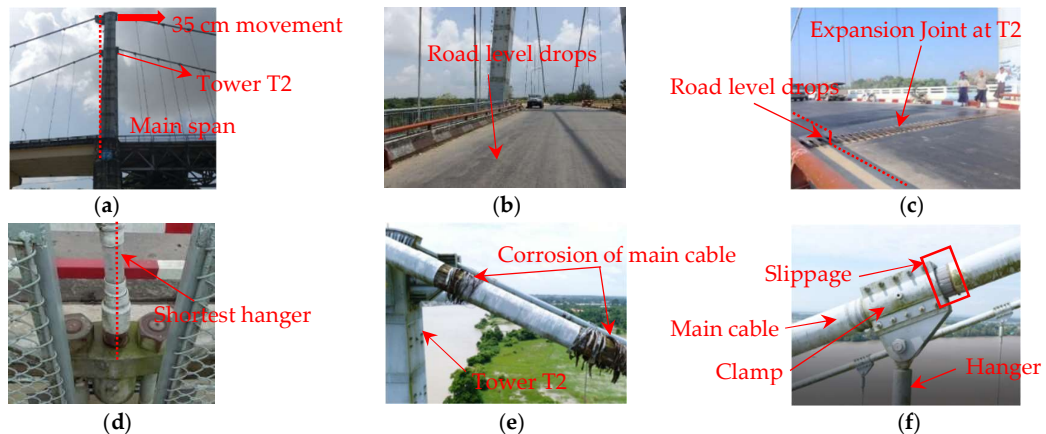 35 cm movement
Tower T2
Main span
(a)
Road level drops
(b)
Expansion Joint at T2
Road level drops
(c)
Shortest hanger
(d)
Corrosion of main cable
Tower T2
(e)
Slippage
Main cable
Clamp
Hanger
(f)